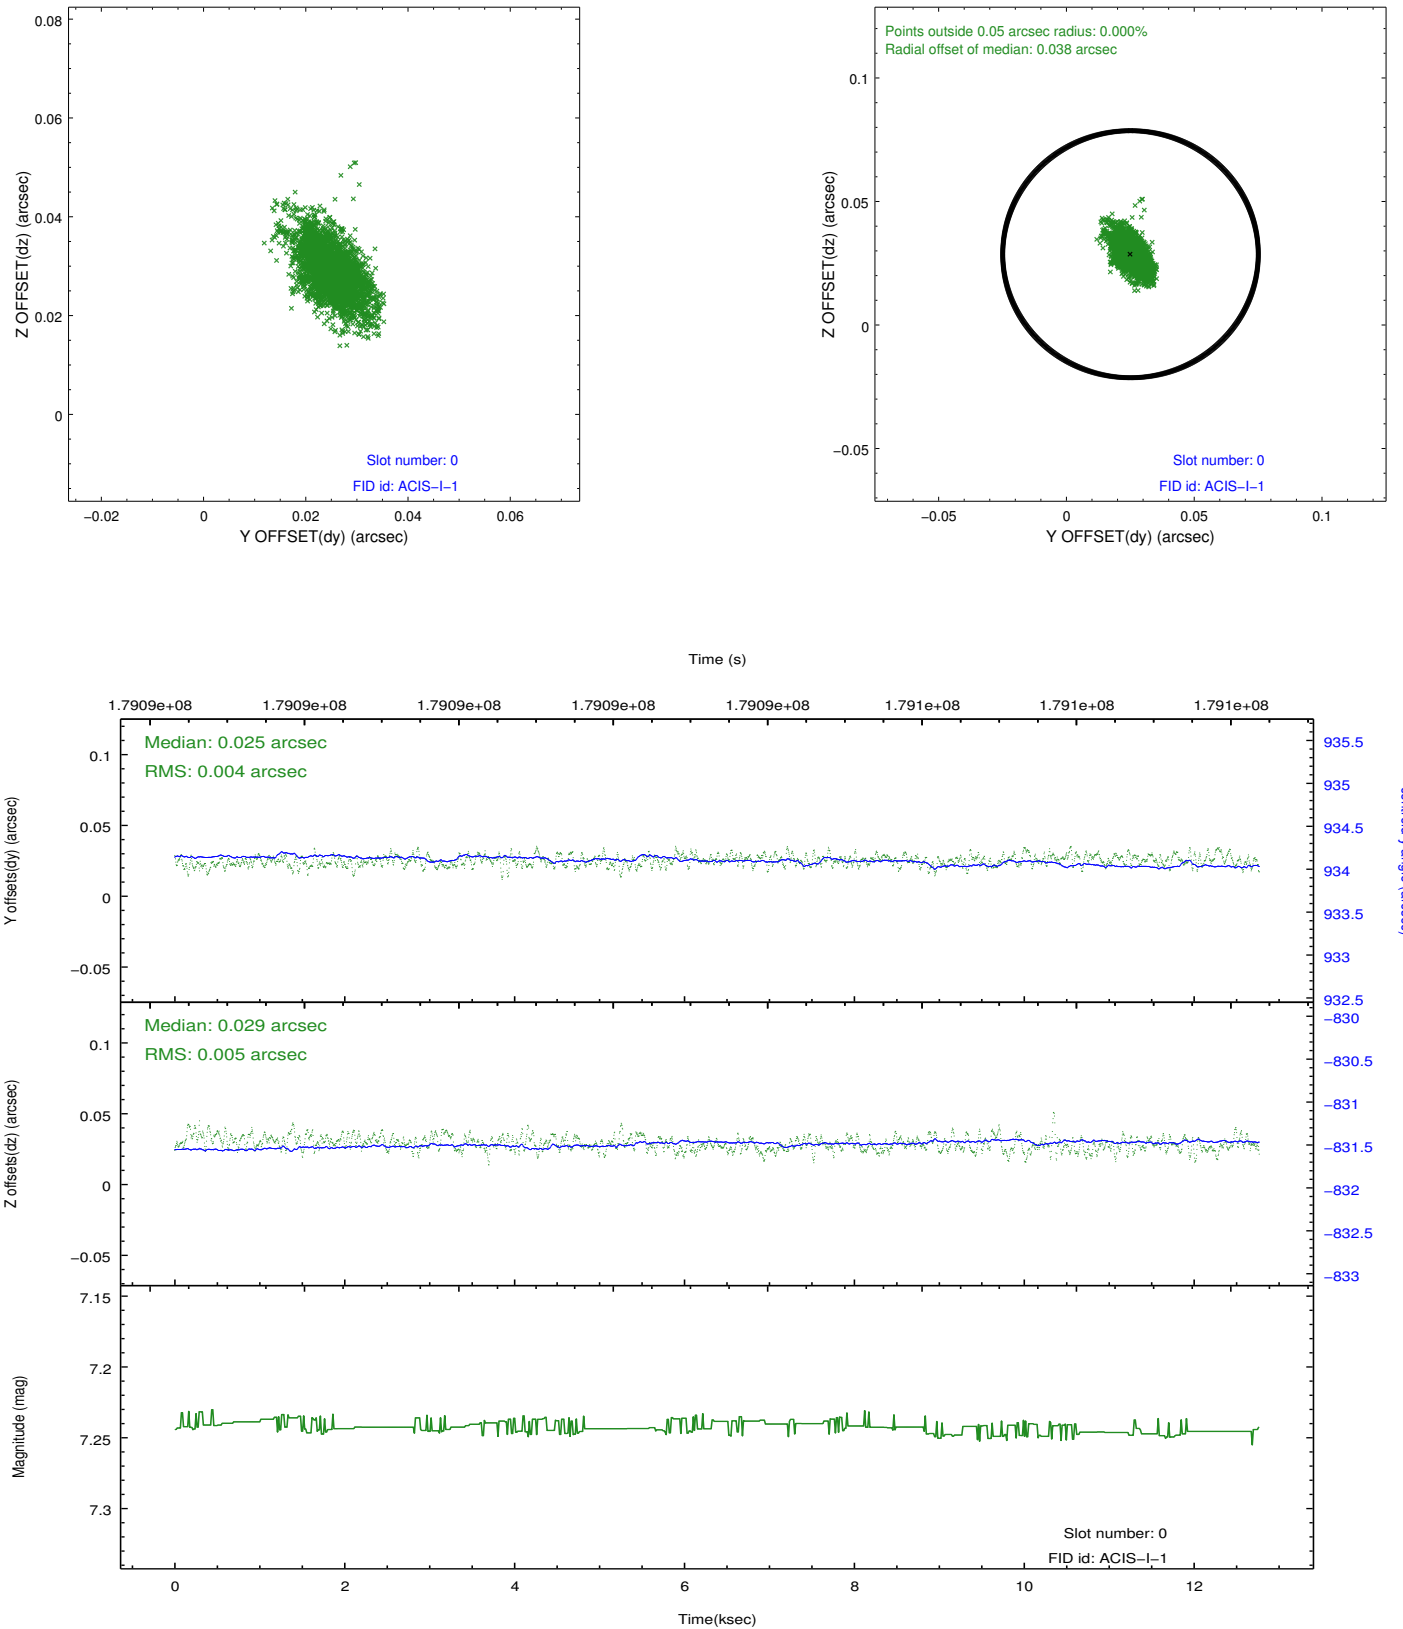 0.08
0.06
0.04
0.02
0
Z OFFSET(dz) (arcsec)
Slot number: 0
FID id: ACIS−I−1
−0.02 0 0.02 0.04 0.06
Y OFFSET(dy) (arcsec)
Points outside 0.05 arcsec radius: 0.000%
Radial offset of median: 0.038 arcsec
0.1
0.05
0
−0.05
Z OFFSET(dz) (arcsec)
Slot number: 0
FID id: ACIS−I−1
−0.05 0 0.05 0.1
Y OFFSET(dy) (arcsec)
Time (s)
1.7909e+08 1.7909e+08 1.7909e+08 1.7909e+08 1.7909e+08 1.791e+08 1.791e+08 1.791e+08
Median: 0.025 arcsec
RMS: 0.004 arcsec
0.1
0.05
0
−0.05
Y offsets(dy) (arcsec)
935.5
935
934.5
934
933.5
933
932.5
Median: 0.029 arcsec
RMS: 0.005 arcsec
0.1
0.05
0
−0.05
Z offsets(dz) (arcsec)
−830
−830.5
−831
−831.5
−832
−832.5
−833
7.15
7.2
7.25
7.3
Magnitude (mag)
Slot number: 0
FID id: ACIS−I−1
0 2 4 6 8 10 12
Time(ksec)